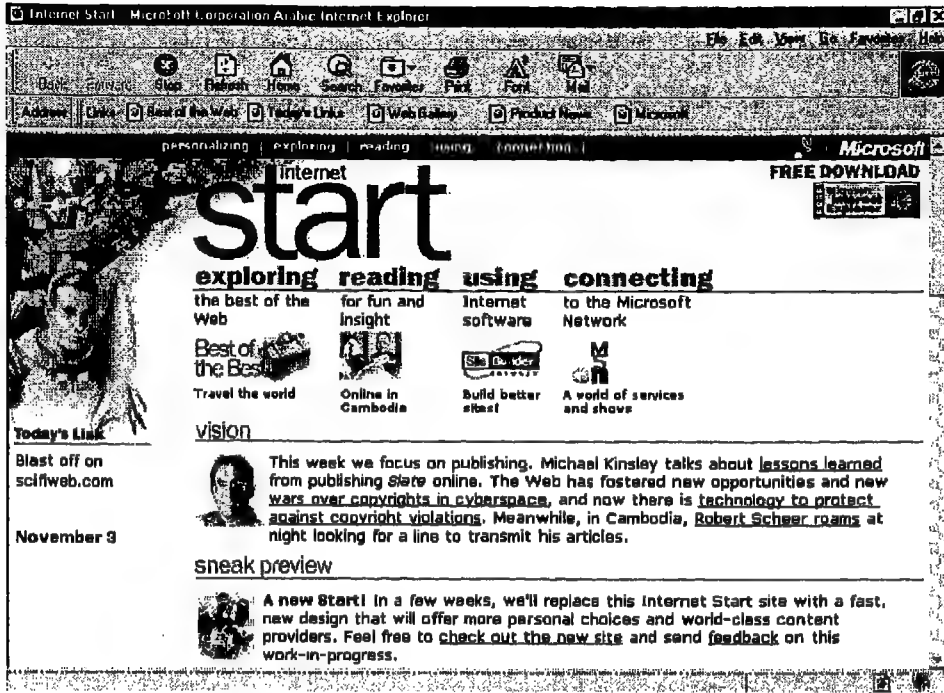 Internet Start - Microsoft Corporation Arabic Internet Explorer
File Edit View Go Favorites Help
Back Forward Stop Refresh Home Search Favorites Print Font Mail
Address Links Best of the Web Today's Links Web Gallery Product News Microsoft
personalizing | exploring | reading | using | connecting |
Microsoft
Internet
start
FREE DOWNLOAD
Microsoft
Internet
Explorer
exploring reading using connecting
the best of the for fun and Internet to the Microsoft
Web insight software Network
Best of
the Best
Site Builder
NETWORK
M
S
N
Travel the world Online in Build better A world of services
Cambodia sites! and shows
Today's Link
Blast off on
scifiweb.com
November 3
vision
This week we focus on publishing. Michael Kinsley talks about lessons learned
from publishing Slate online. The Web has fostered new opportunities and new
wars over copyrights in cyberspace, and now there is technology to protect
against copyright violations. Meanwhile, in Cambodia, Robert Scheer roams at
night looking for a line to transmit his articles.
sneak preview
A new Start! In a few weeks, we'll replace this Internet Start site with a fast,
new design that will offer more personal choices and world-class content
providers. Feel free to check out the new site and send feedback on this
work-in-progress.